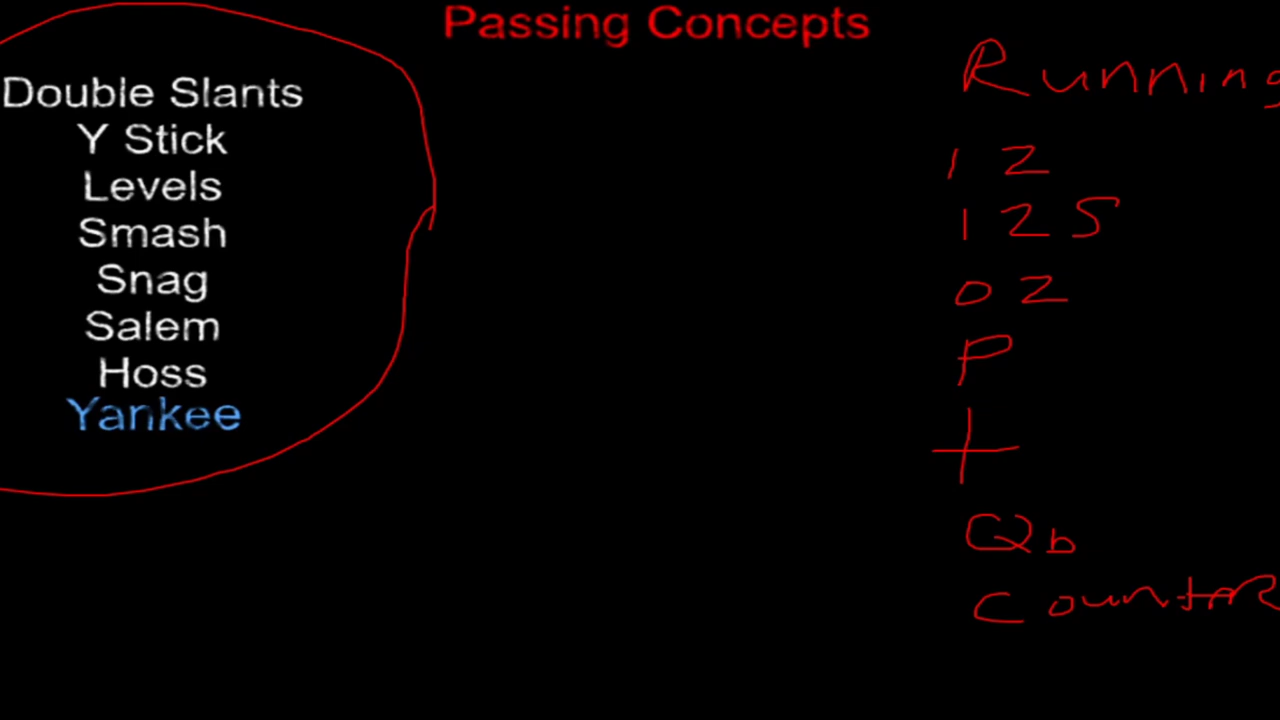 Passing Concepts
Double Slants
Y Stick
Levels
Smash
Snag
Salem
Hoss
Yankee
Running
1 2
1 2 S
0 2
P
+
Qb
Counter